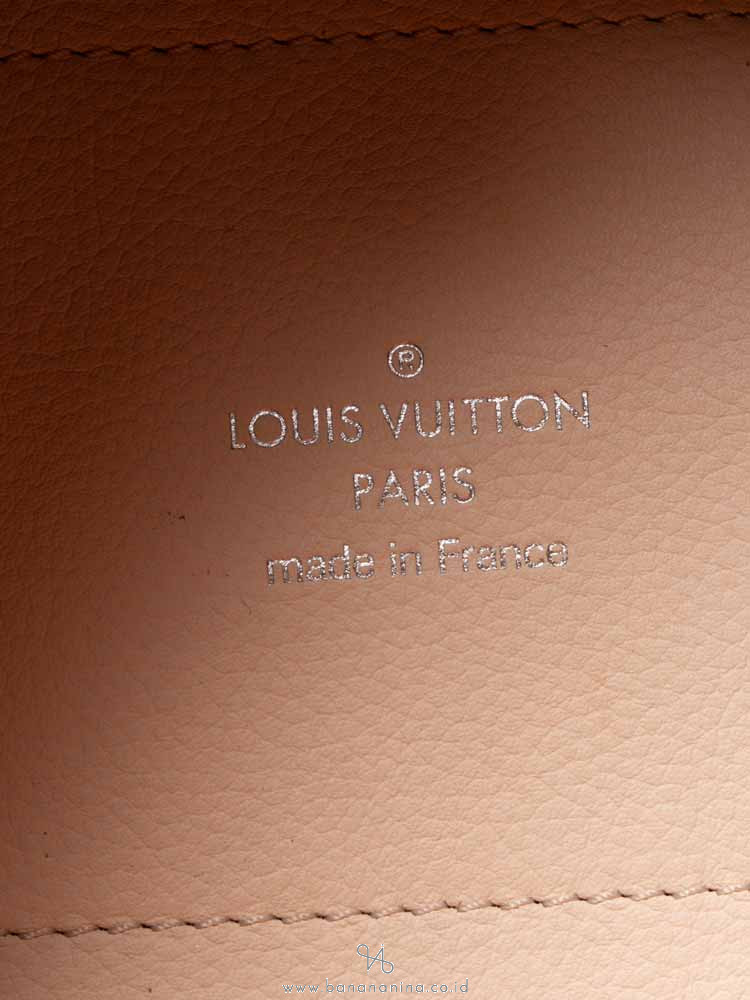 ®
LOUIS VUITTON
PARIS
made in France
www.banananina.co.id